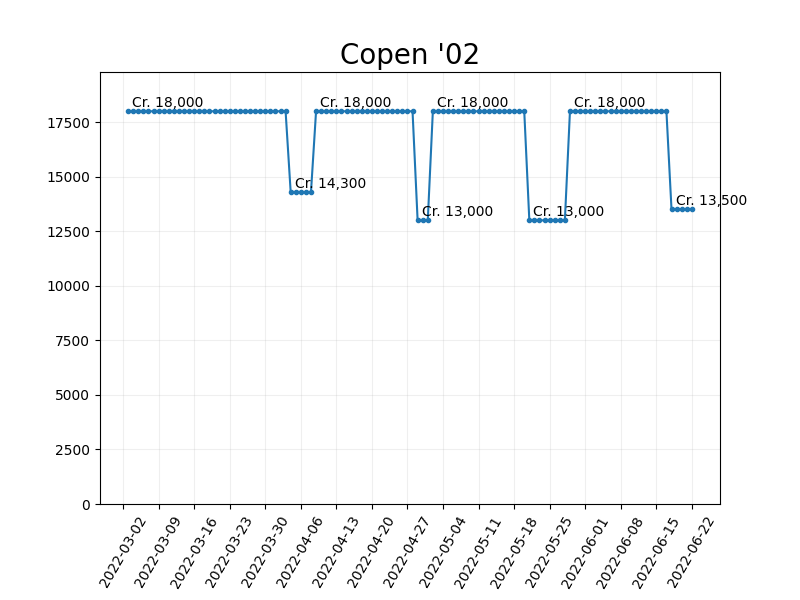 Copen '02
Cr. 18,000
Cr. 18,000
Cr. 18,000
Cr. 18,000
Cr. 14,300
Cr. 13,000
Cr. 13,000
Cr. 13,500
17500
15000
12500
10000
7500
5000
2500
0
2022-03-02
2022-03-09
2022-03-16
2022-03-23
2022-03-30
2022-04-06
2022-04-13
2022-04-20
2022-04-27
2022-05-04
2022-05-11
2022-05-18
2022-05-25
2022-06-01
2022-06-08
2022-06-15
2022-06-22